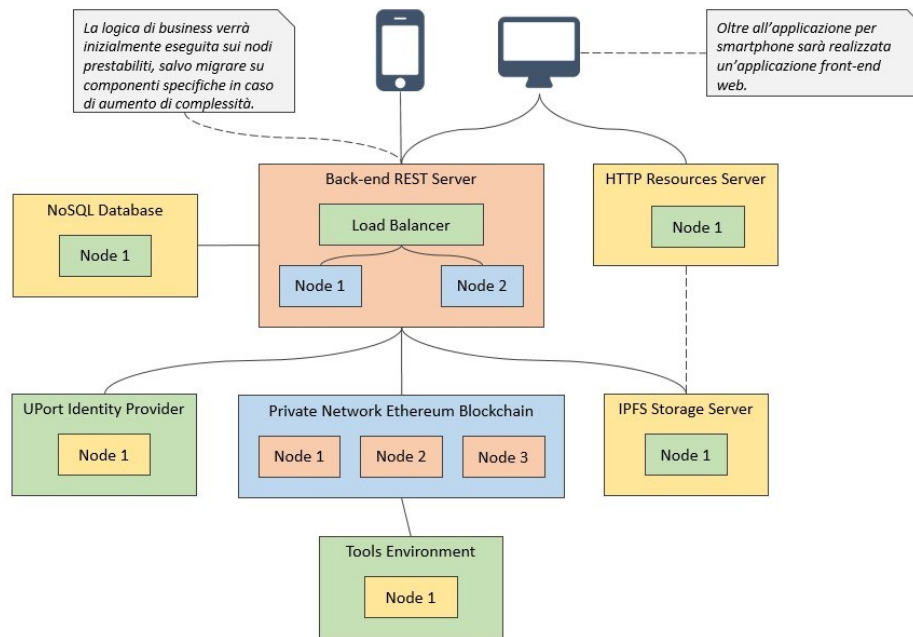 La logica di business verrà
inizialmente eseguita sui nodi
prestabiliti, salvo migrare su
componenti specifiche in caso
di aumento di complessità.
Oltre all’applicazione per
smartphone sarà realizzata
un’applicazione front-end
web.
Back-end REST Server
Load Balancer
Node 1
Node 2
NoSQL Database
Node 1
HTTP Resources Server
Node 1
UPort Identity Provider
Node 1
Private Network Ethereum Blockchain
Node 1
Node 2
Node 3
IPFS Storage Server
Node 1
Tools Environment
Node 1